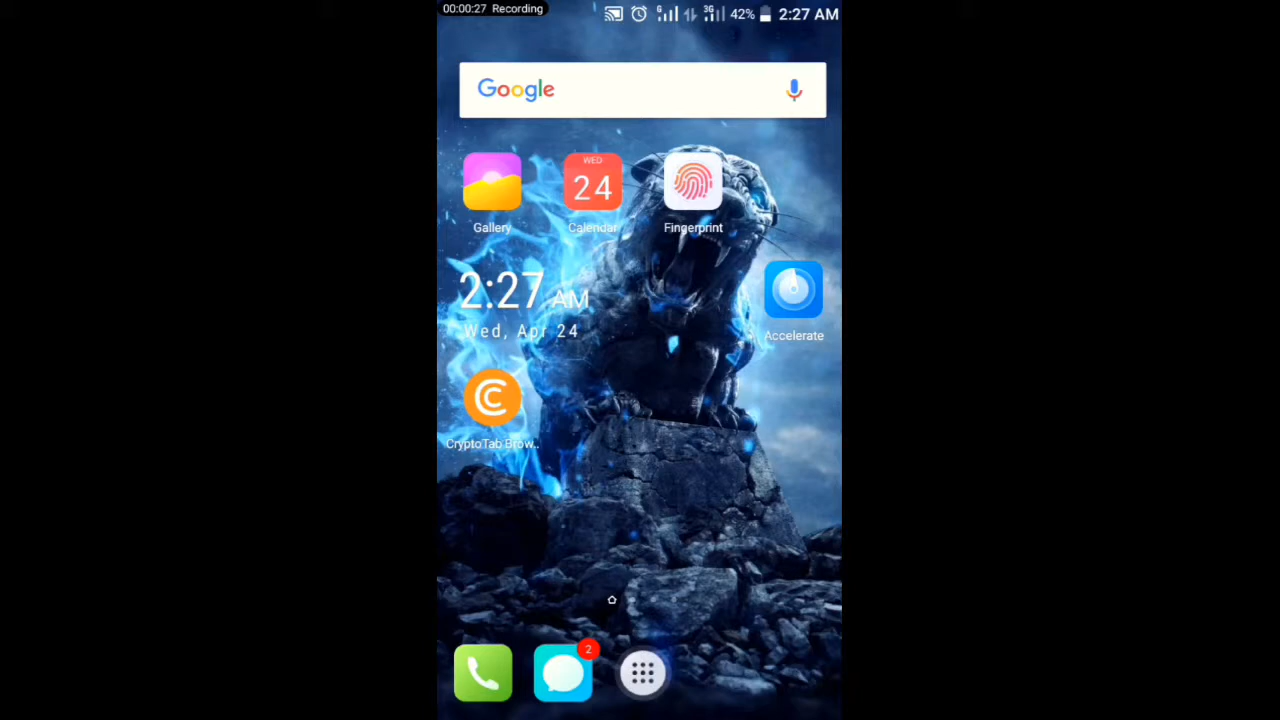 00:00:27 Recording
G 3G 42% 2:27 AM
Google
WED
24
Gallery Calendar Fingerprint
2:27 AM
Wed, Apr 24
Accelerate
C
CryptoTab Brow..
2